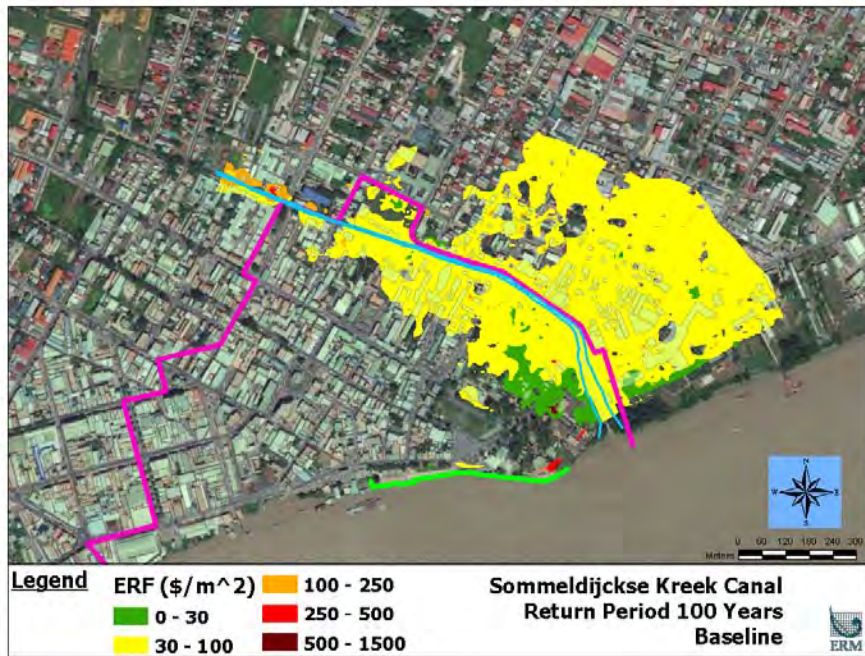 N
W
E
S
0 60 120 180 240 300
Meters
Legend
ERF ($/m^2)
0 - 30
30 - 100
100 - 250
250 - 500
500 - 1500
Sommeldijckse Kreek Canal
Return Period 100 Years
Baseline
ERM